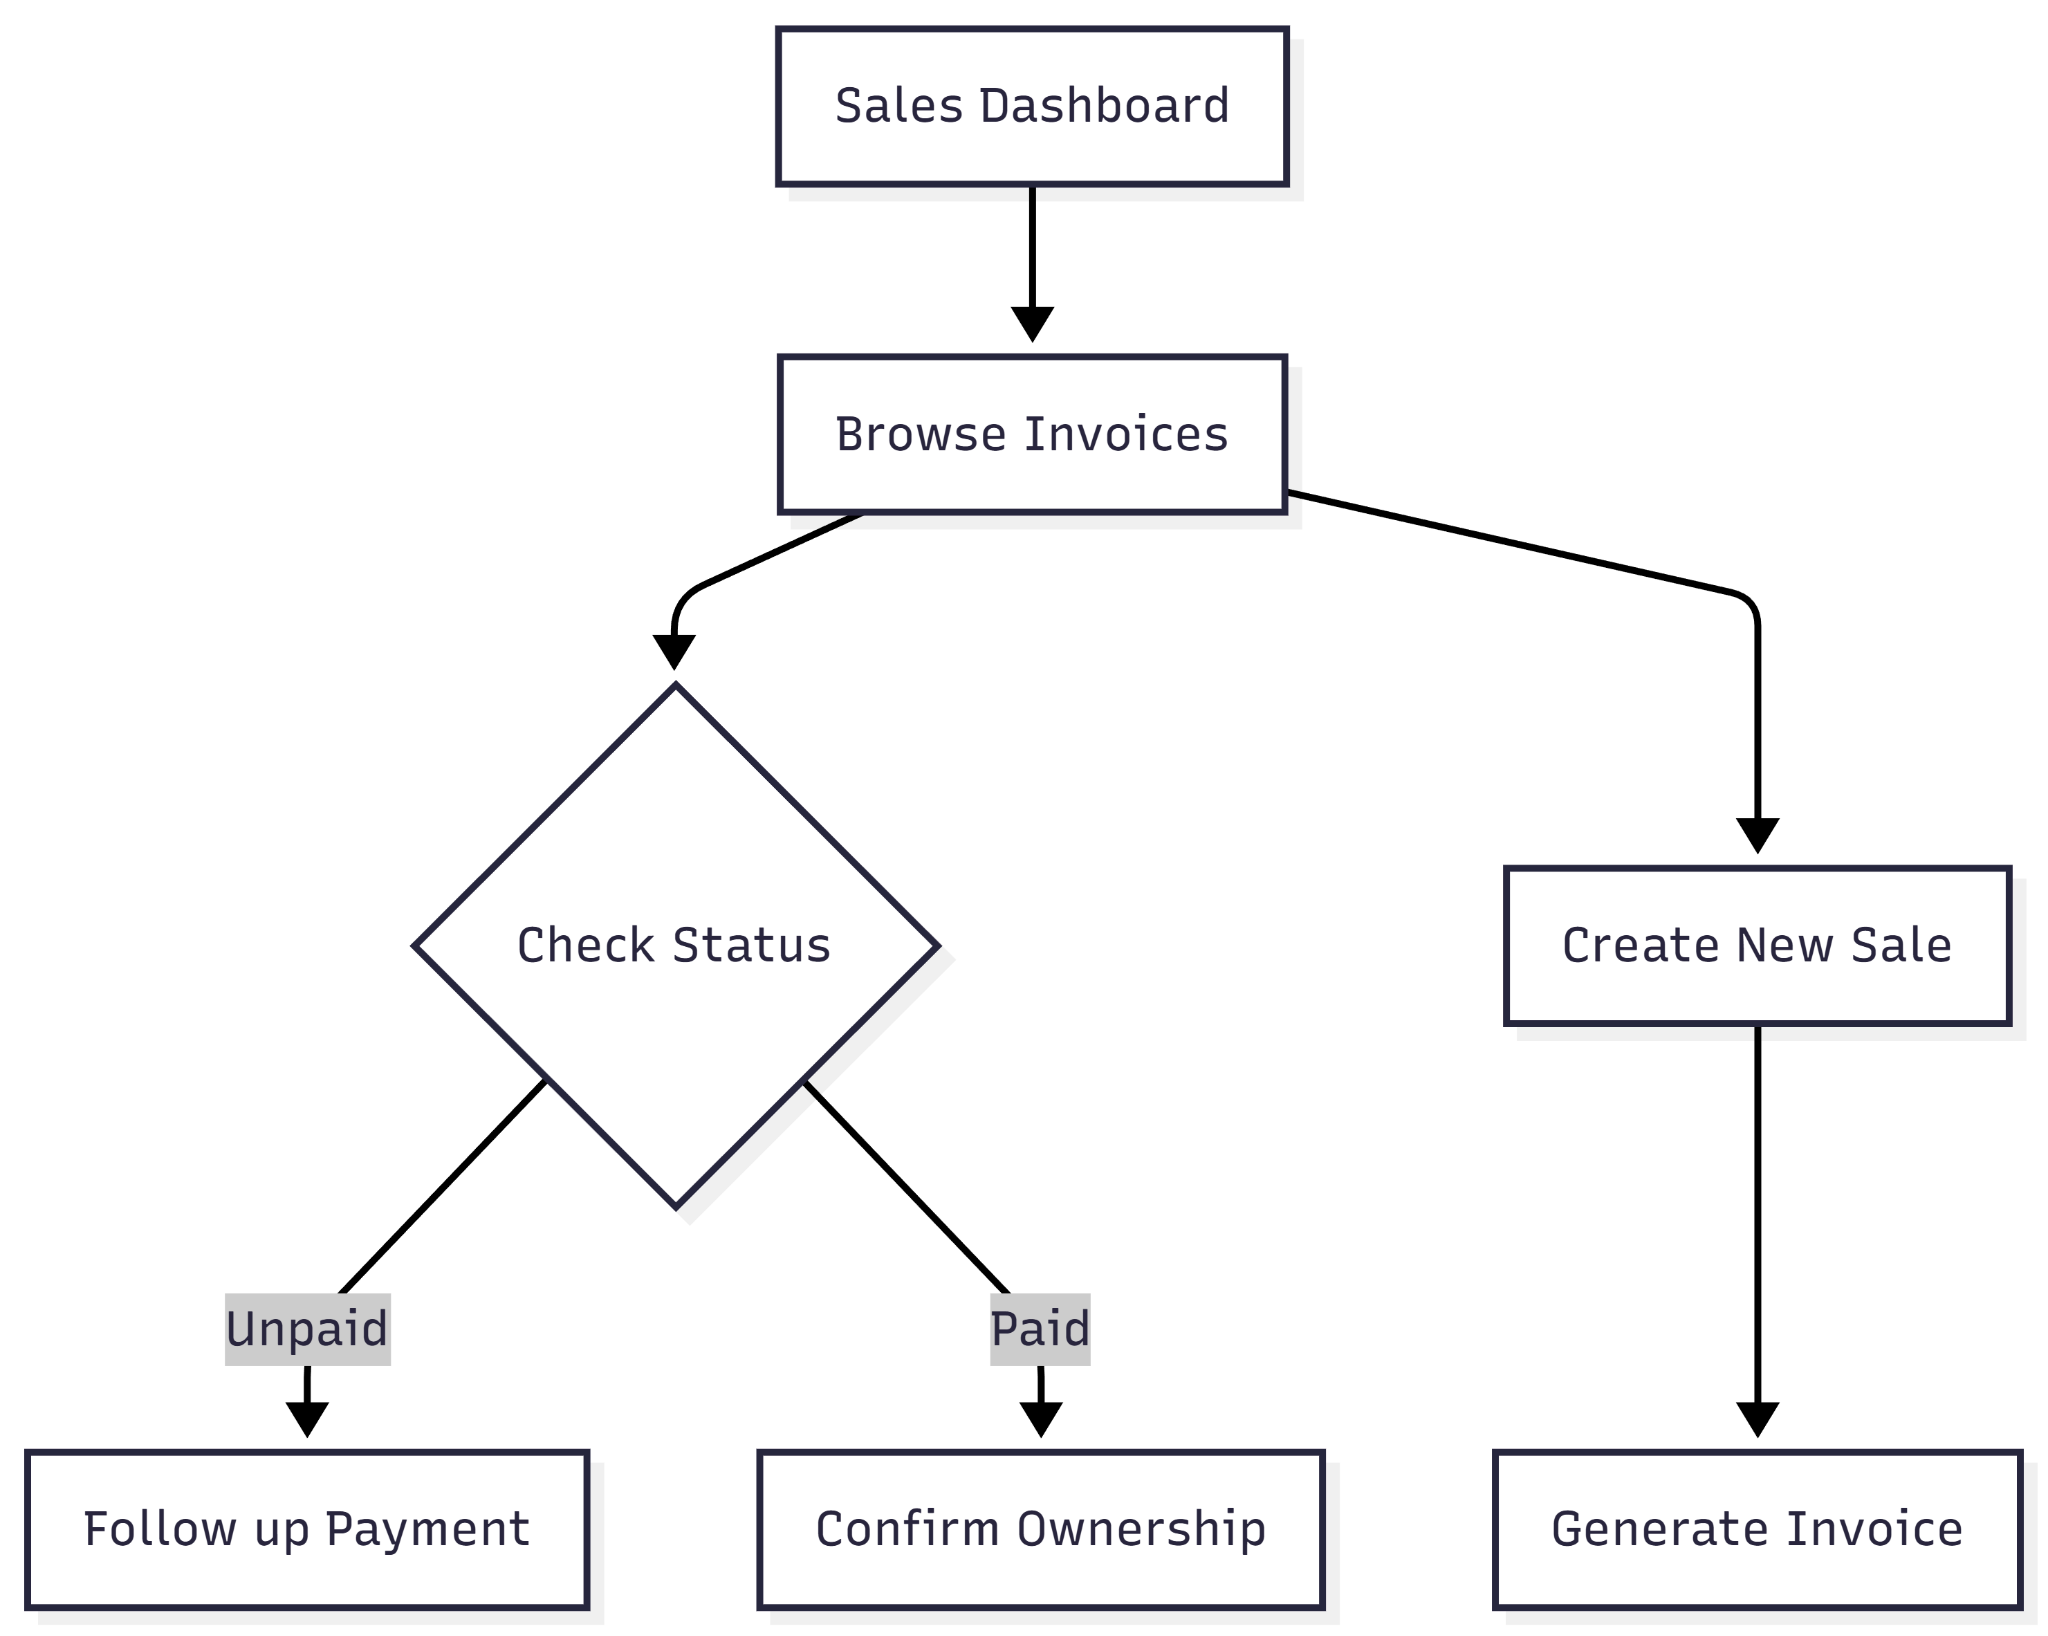 Sales Dashboard
Browse Invoices
Check Status
Create New Sale
Unpaid
Paid
Follow up Payment
Confirm Ownership
Generate Invoice